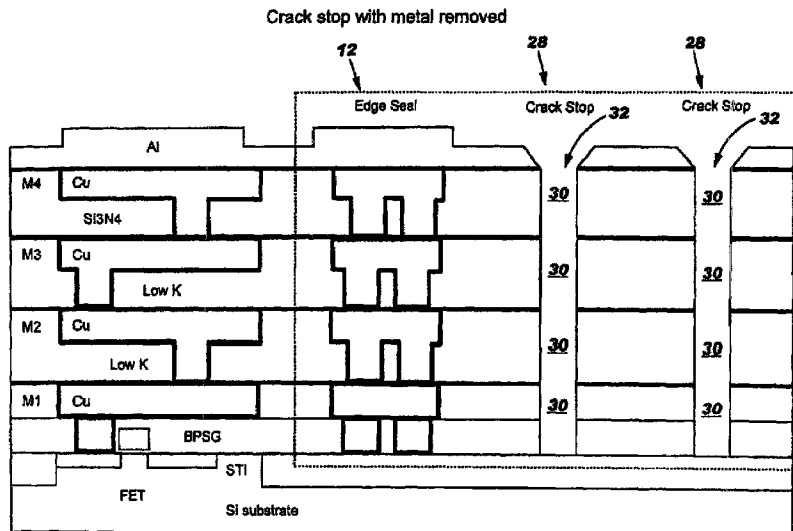 Crack stop with metal removed
12
28
28
Edge Seal
Crack Stop
Crack Stop
32
32
Al
M4
Cu
SI3N4
30
30
M3
Cu
Low K
30
30
M2
Cu
Low K
30
30
M1
Cu
30
30
BPSG
STI
FET
SI substrate